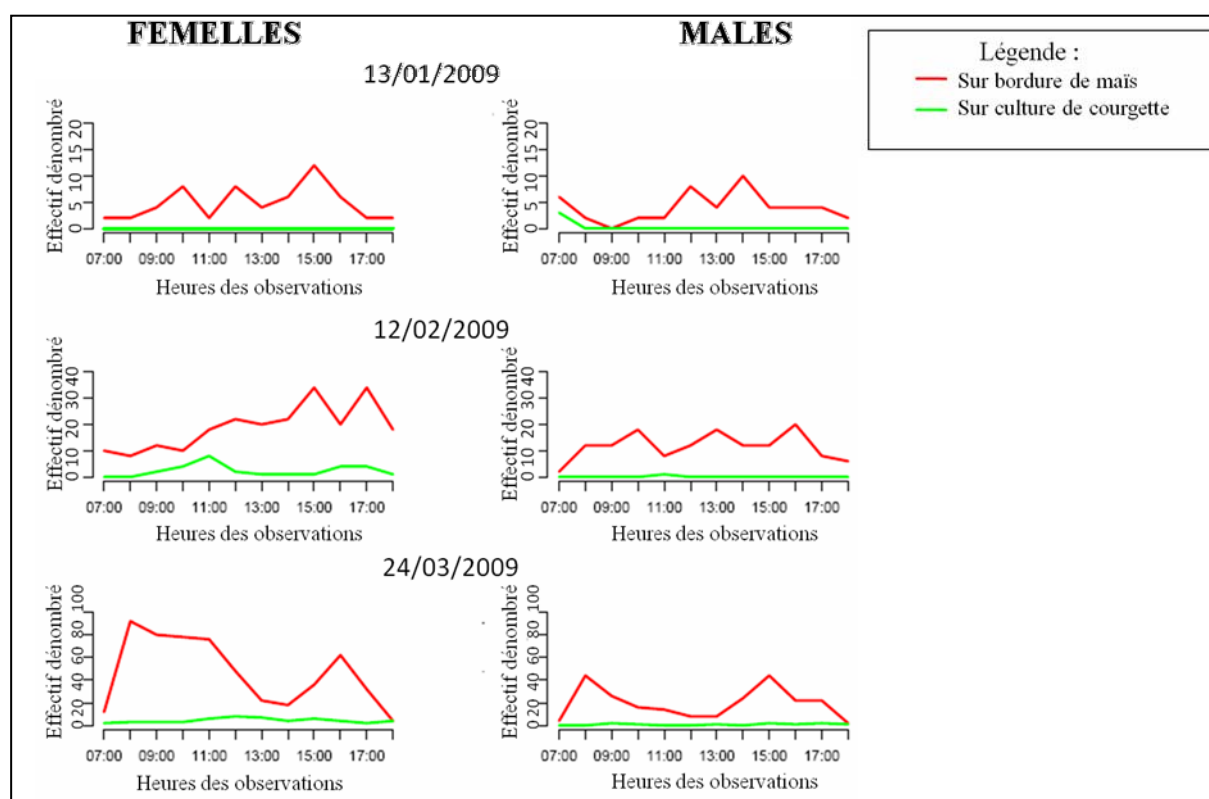 FEMELLES MALES
Légende :
Sur bordure de maïs
Sur culture de courgette
13/01/2009
Effectif dénombré
0 5 10 15 20
07:00 09:00 11:00 13:00 15:00 17:00
Heures des observations
Effectif dénombré
0 5 10 15 20
07:00 09:00 11:00 13:00 15:00 17:00
Heures des observations
12/02/2009
Effectif dénombré
0 10 20 30 40
07:00 09:00 11:00 13:00 15:00 17:00
Heures des observations
Effectif dénombré
0 10 20 30 40
07:00 09:00 11:00 13:00 15:00 17:00
Heures des observations
24/03/2009
Effectif dénombré
0 20 40 60 80 100
07:00 09:00 11:00 13:00 15:00 17:00
Heures des observations
Effectif dénombré
0 20 40 60 80 100
07:00 09:00 11:00 13:00 15:00 17:00
Heures des observations